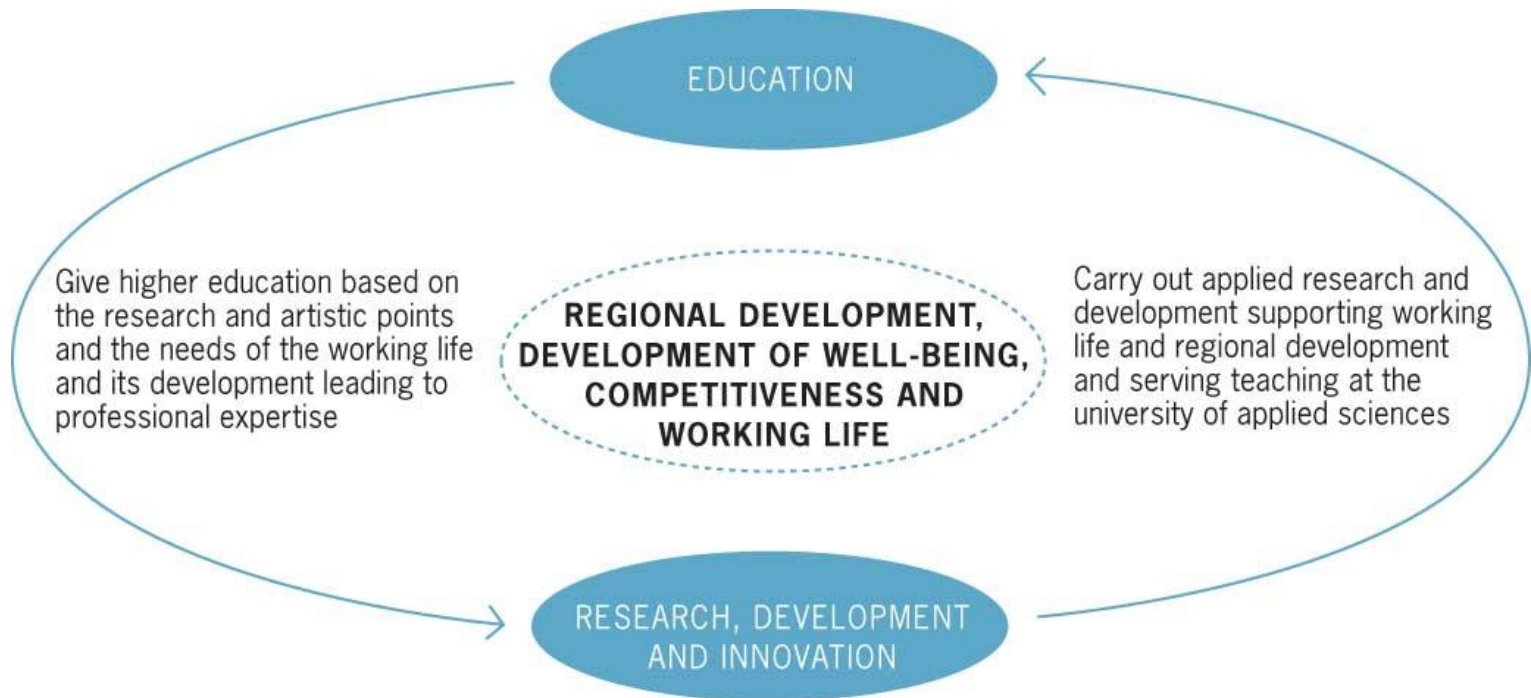 EDUCATION
Give higher education based on
the research and artistic points
and the needs of the working life
and its development leading to
professional expertise
REGIONAL DEVELOPMENT,
DEVELOPMENT OF WELL-BEING,
COMPETITIVENESS AND
WORKING LIFE
Carry out applied research and
development supporting working
life and regional development
and serving teaching at the
university of applied sciences
RESEARCH, DEVELOPMENT
AND INNOVATION